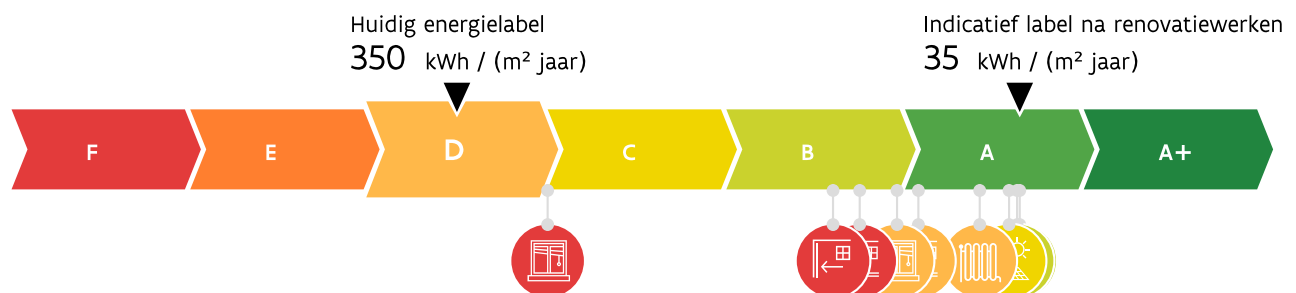 Huidig energielabel
350 kWh / (m² jaar)
Indicatief label na renovatiewerken
35 kWh / (m² jaar)
F E D C B A A+